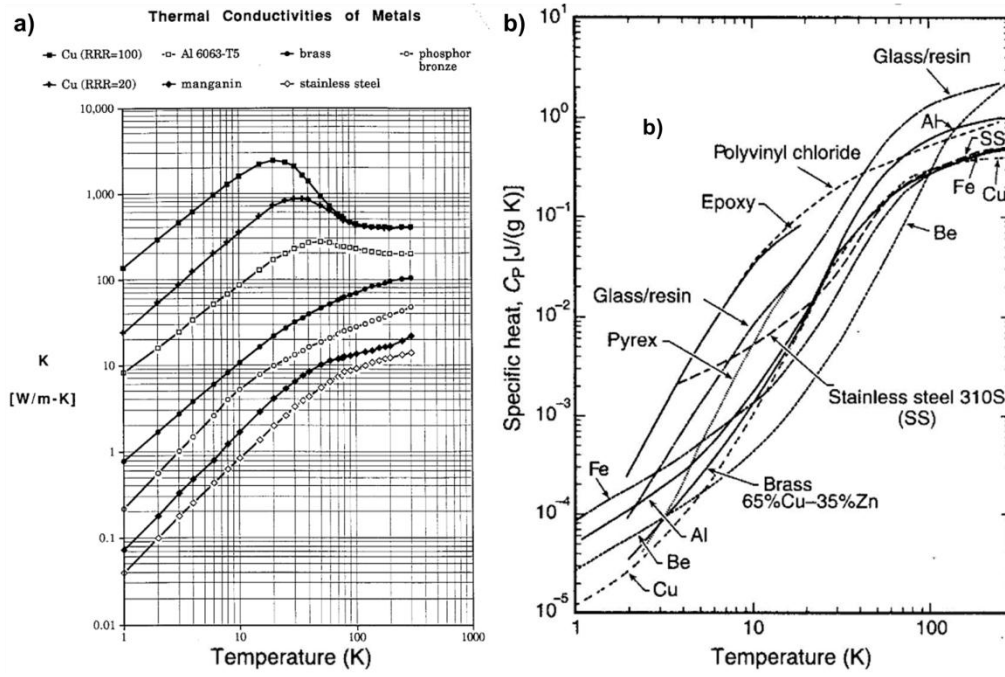 a)
Thermal Conductivities of Metals
Cu (RRR=100)
Al 6063-T5
brass
phosphor
bronze
Cu (RRR=20)
manganin
stainless steel
10,000
1,000
100
10
1
0.1
0.01
K
[W/m-K]
1
10
100
1000
Temperature (K)
b)
b)
Glass/resin
Al
SS
Polyvinyl chloride
Fe
Cu
Epoxy
Be
Glass/resin
Pyrex
Stainless steel 310S
(SS)
Fe
Brass
65%Cu–35%Zn
Al
Be
Cu
Specific heat, Cₚ [J/(g K)]
10¹
10⁰
10⁻¹
10⁻²
10⁻³
10⁻⁴
10⁻⁵
1
10
100
Temperature (K)